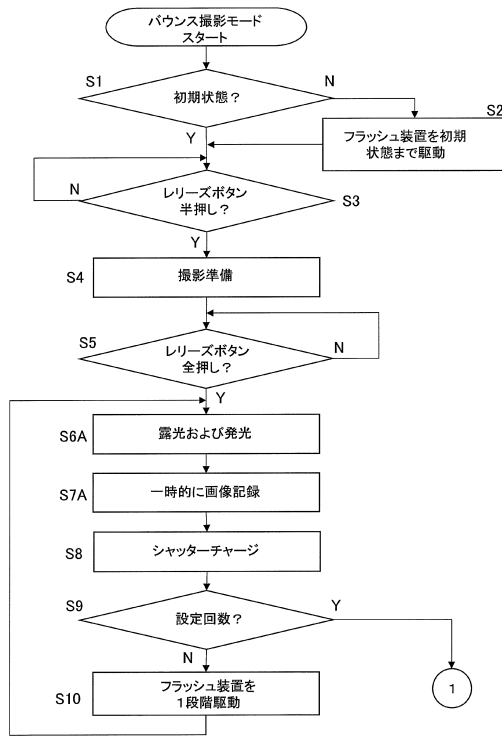 バウンス撮影モード
スタート
S1
初期状態？
N
Y
S2
フラッシュ装置を初期
状態まで駆動
N
レリーズボタン
半押し？
S3
Y
S4
撮影準備
S5
レリーズボタン
全押し？
N
Y
S6A
露光および発光
S7A
一時的に画像記録
S8
シャッターチャージ
S9
設定回数？
Y
N
S10
フラッシュ装置を
1段階駆動
1